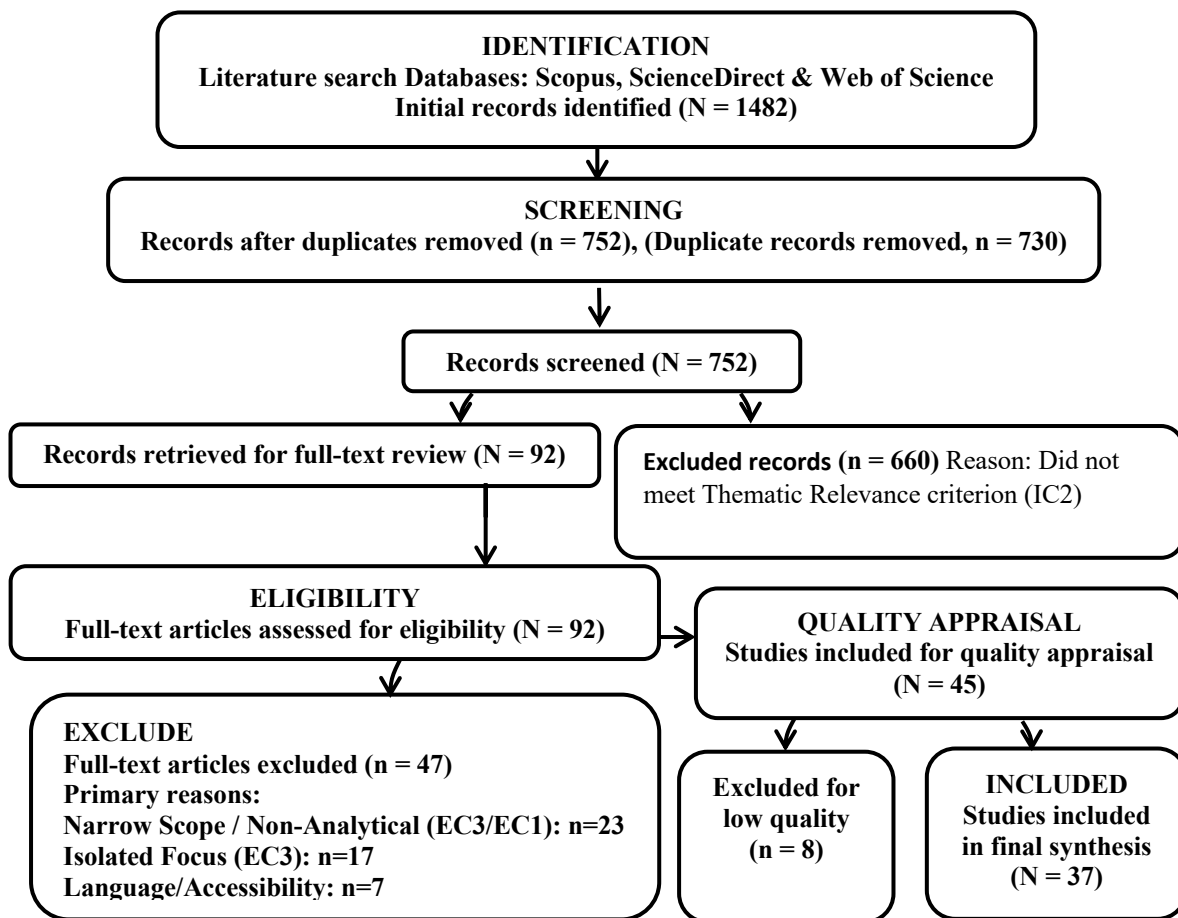 IDENTIFICATION
Literature search Databases: Scopus, ScienceDirect & Web of Science
Initial records identified (N = 1482)
SCREENING
Records after duplicates removed (n = 752), (Duplicate records removed, n = 730)
Records screened (N = 752)
Records retrieved for full-text review (N = 92)
Excluded records (n = 660) Reason: Did not
meet Thematic Relevance criterion (IC2)
ELIGIBILITY
Full-text articles assessed for eligibility (N = 92)
QUALITY APPRAISAL
Studies included for quality appraisal
(N = 45)
EXCLUDE
Full-text articles excluded (n = 47)
Primary reasons:
Narrow Scope / Non-Analytical (EC3/EC1): n=23
Isolated Focus (EC3): n=17
Language/Accessibility: n=7
Excluded for
low quality
(n = 8)
INCLUDED
Studies included
in final synthesis
(N = 37)